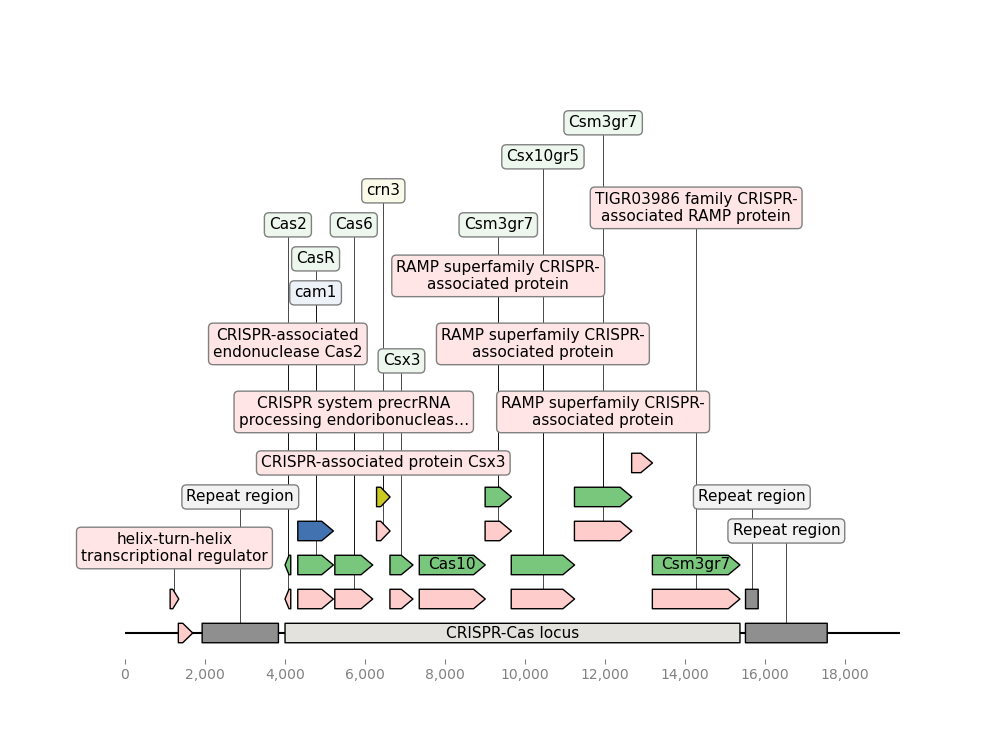 Csm3gr7
Csx10gr5
crn3
TIGR03986 family CRISPR-
associated RAMP protein
Cas2
Cas6
Csm3gr7
CasR
RAMP superfamily CRISPR-
associated protein
cam1
CRISPR-associated
endonuclease Cas2
RAMP superfamily CRISPR-
associated protein
Csx3
CRISPR system precrRNA
processing endoribonucleas...
RAMP superfamily CRISPR-
associated protein
CRISPR-associated protein Csx3
Repeat region
Repeat region
Repeat region
helix-turn-helix
transcriptional regulator
Cas10
Csm3gr7
CRISPR-Cas locus
0
2,000
4,000
6,000
8,000
10,000
12,000
14,000
16,000
18,000